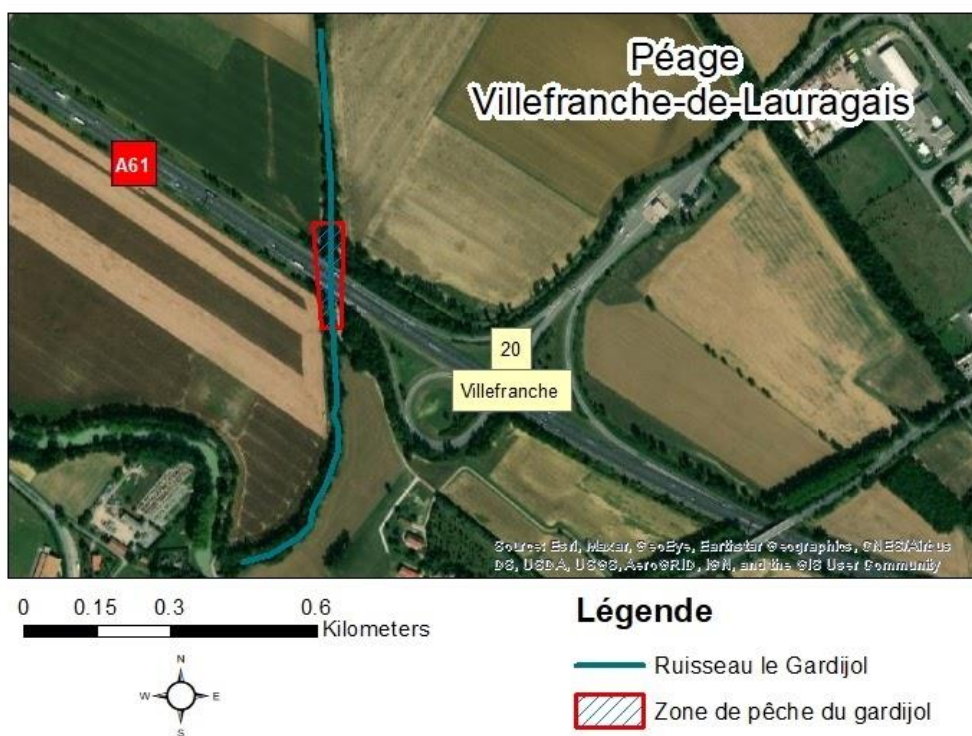 Péage
Villefranche-de-Lauragais
A61
20
Villefranche
Source: Esri, Maxar, GeoEye, Earthstar Geographics, CNES/Airbus
DS, USDA, USGS, AeroGRID, IGN, and the GIS User Community
0 0.15 0.3 0.6
Kilometers
N
W E
S
Légende
Ruisseau le Gardijol
Zone de pêche du gardijol